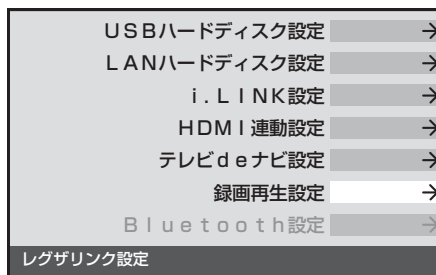 USBハードディスク設定 →
LANハードディスク設定 →
i.LINK設定 →
HDMI連動設定 →
テレビdeナビ設定 →
録画再生設定 →
Bluetooth設定 →
レグザリンク設定